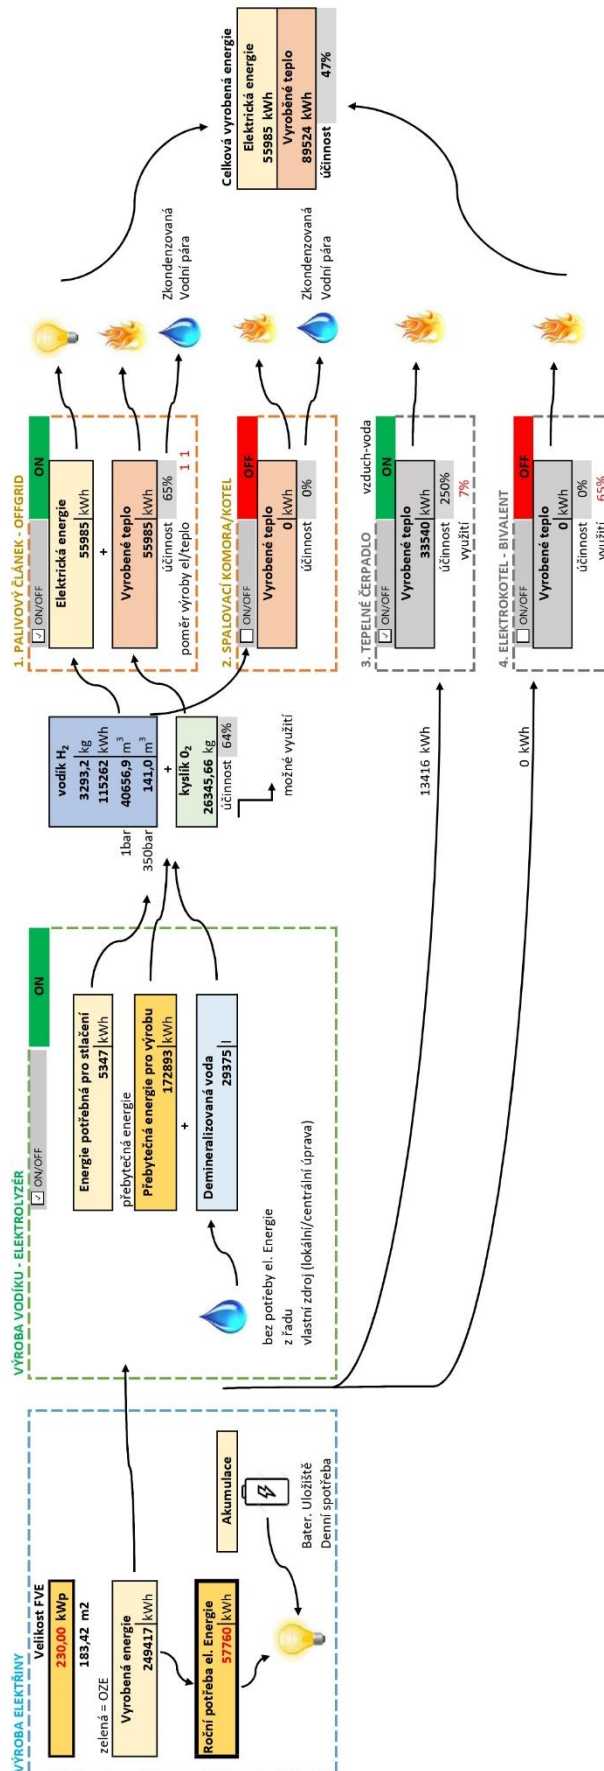 VÝROBA ELEKTŘINY
Velikost FVE
230,00 kWp
183,42 m2
zelená = OZE
Vyrobená energie
249417 kWh
Roční potřeba el. Energie
57760 kWh
Akumulace
Bater. Uložiště
Denní spotřeba
VÝROBA VODÍKU - ELEKTROLYZÉR
☑ ON/OFF
ON
Energie potřebná pro stlačení
5347 kWh
přebytečná energie
Přebytečná energie pro výrobu
172893 kWh
+
Demineralizovaná voda
29375 l
bez potřeby el. Energie
z řadu
vlastní zdroj (lokální/centrální úprava)
vodík H₂
3293,2 kg
115262 kWh
1bar 40656,9 m³
350bar 141,0 m³
+
kyslík 0₂
26345,66 kg
účinnost 64%
možné využití
1. PALIVOVÝ ČLÁNEK - OFFGRID
☑ ON/OFF
ON
Elektrická energie
55985 kWh
+
Vyrobené teplo
55985 kWh
účinnost 65%
poměr výroby el/teplo 1 1
Zkondenzovaná
Vodní pára
2. SPALOVACÍ KOMORA/KOTEL
☐ ON/OFF
OFF
Vyrobené teplo
0 kWh
účinnost 0%
Zkondenzovaná
Vodní pára
13416 kWh
3. TEPELNÉ ČERPADLO
vzduch-voda
☑ ON/OFF
ON
Vyrobené teplo
33540 kWh
účinnost 250%
využití 7%
0 kWh
4. ELEKTROKOTEL - BIVALENT
☐ ON/OFF
OFF
Vyrobené teplo
0 kWh
účinnost 0%
využití 65%
Celková vyrobená energie
Elektrická energie
55985 kWh
Vyroběné teplo
89524 kWh
účinnost 47%